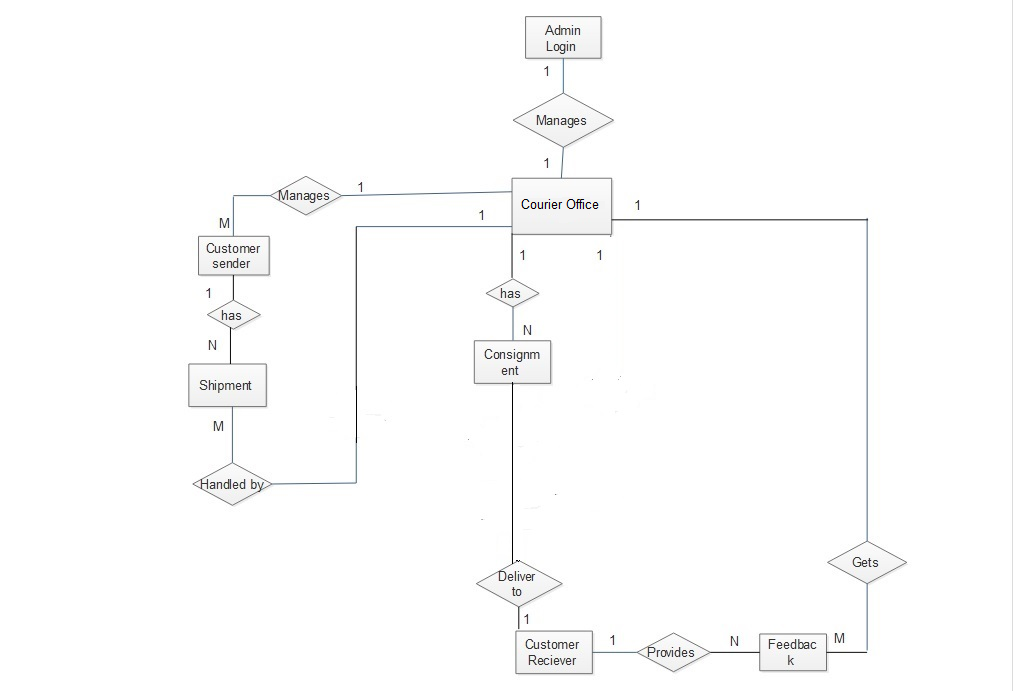 Admin
Login
1
Manages
1
Manages
1
Courier Office
1
1
M
Customer
sender
1
1
1
has
has
N
N
Consignm
ent
Shipment
M
Handled by
Gets
Deliver
to
1
Customer
Reciever
1
Provides
N
Feedbac
k
M